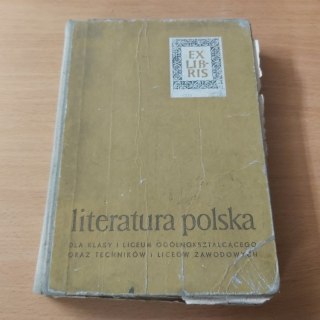 EX
LIB-
RIS
literatura polska
DLA KLASY I LICEUM OGÓLNOKSZTAŁCĄCEGO
ORAZ TECHNIKÓW I LICEÓW ZAWODOWYCH